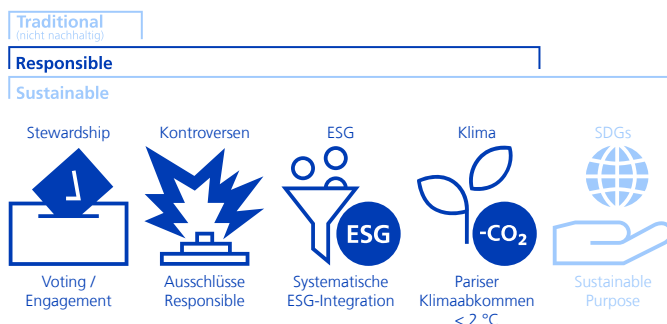 Traditional
(nicht nachhaltig)
Responsible
Sustainable
Stewardship
Kontroversen
ESG
Klima
SDGs
ESG
-CO₂
Voting /
Engagement
Ausschlüsse
Responsible
Systematische
ESG-Integration
Pariser
Klimaabkommen
< 2 °C
Sustainable
Purpose